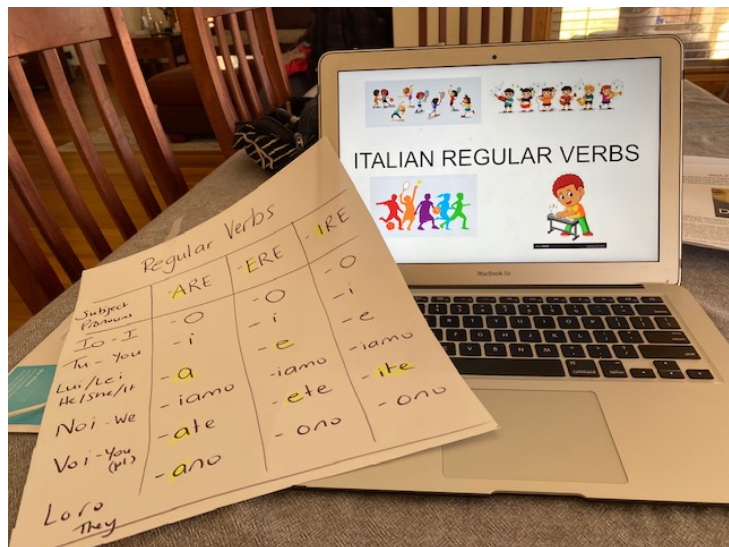 ITALIAN REGULAR VERBS
MacBook Air
Regular Verbs
Subject Pronouns -ARE -ERE -IRE
Io - I -o -o -o
Tu - You -i -i -i
Lui/Lei He/She/It -a -e -e
Noi - We -iamo -iamo -iamo
Voi - You (pl) -ate -ete -ite
Loro They -ano -ono -ono